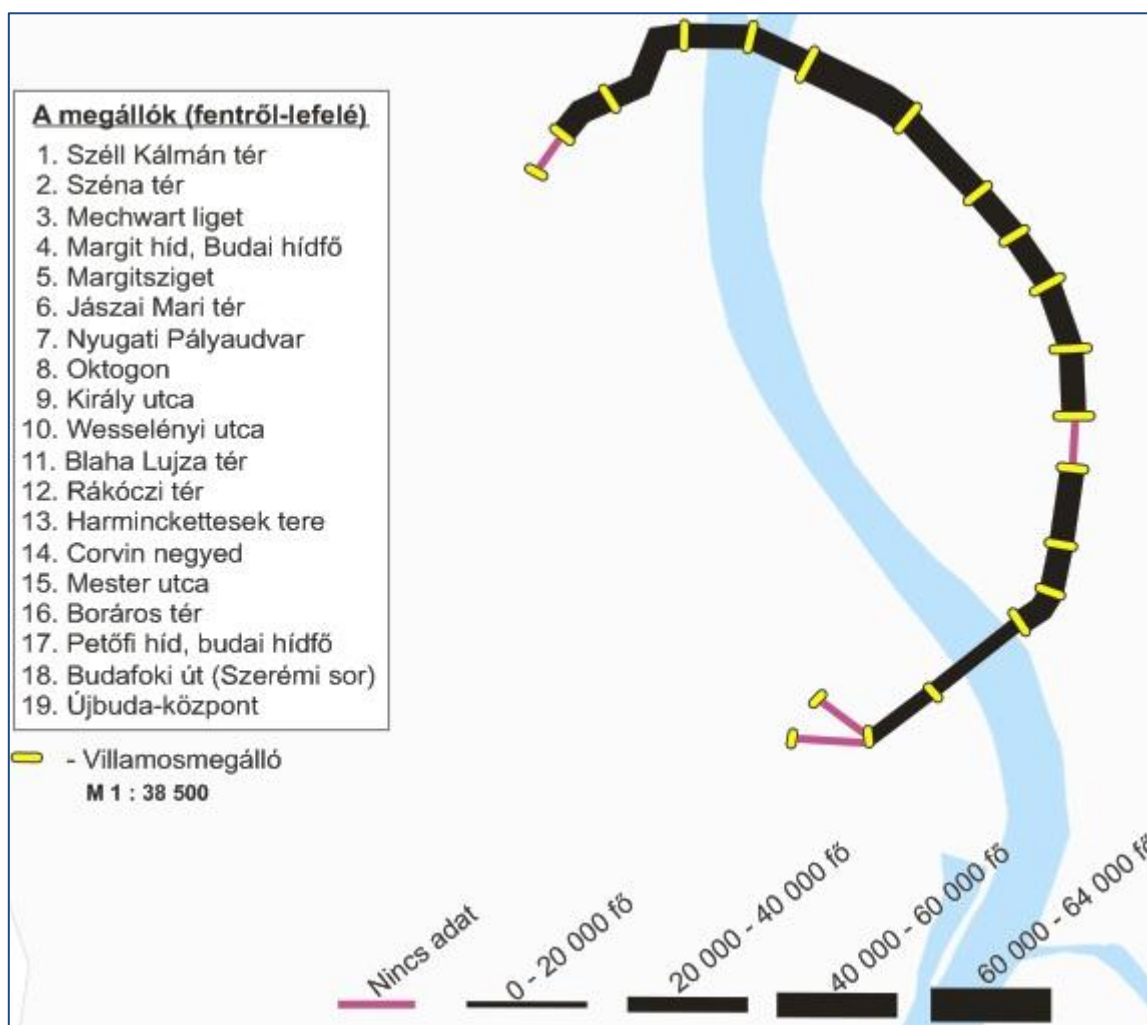 A megállók (fentről-lefelé)
1. Széll Kálmán tér
2. Széna tér
3. Mechwart liget
4. Margit híd, Budai hídfő
5. Margitsziget
6. Jászai Mari tér
7. Nyugati Pályaudvar
8. Oktogon
9. Király utca
10. Wesselényi utca
11. Blaha Lujza tér
12. Rákóczi tér
13. Harminckettesek tere
14. Corvin negyed
15. Mester utca
16. Boráros tér
17. Petőfi híd, budai hídfő
18. Budafoki út (Szerémi sor)
19. Újbuda-központ
- Villamosmegálló
M 1 : 38 500
Nincs adat
0 - 20 000 fő
20 000 - 40 000 fő
40 000 - 60 000 fő
60 000 - 64 000 fő